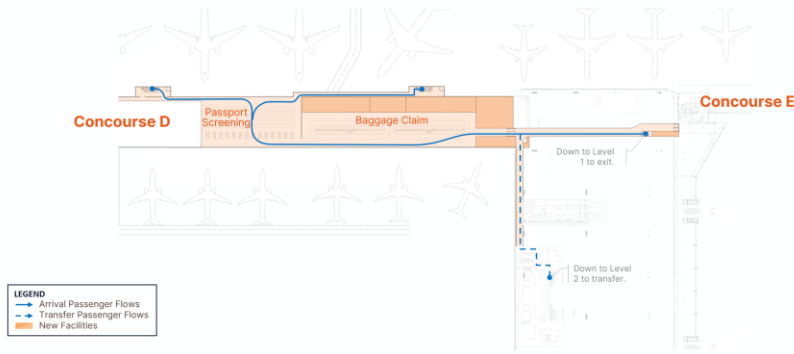 Concourse E
Passport
Screening
Concourse D
Baggage Claim
Down to Level
1 to exit.
Down to Level
2 to transfer.
LEGEND
Arrival Passenger Flows
Transfer Passenger Flows
New Facilities